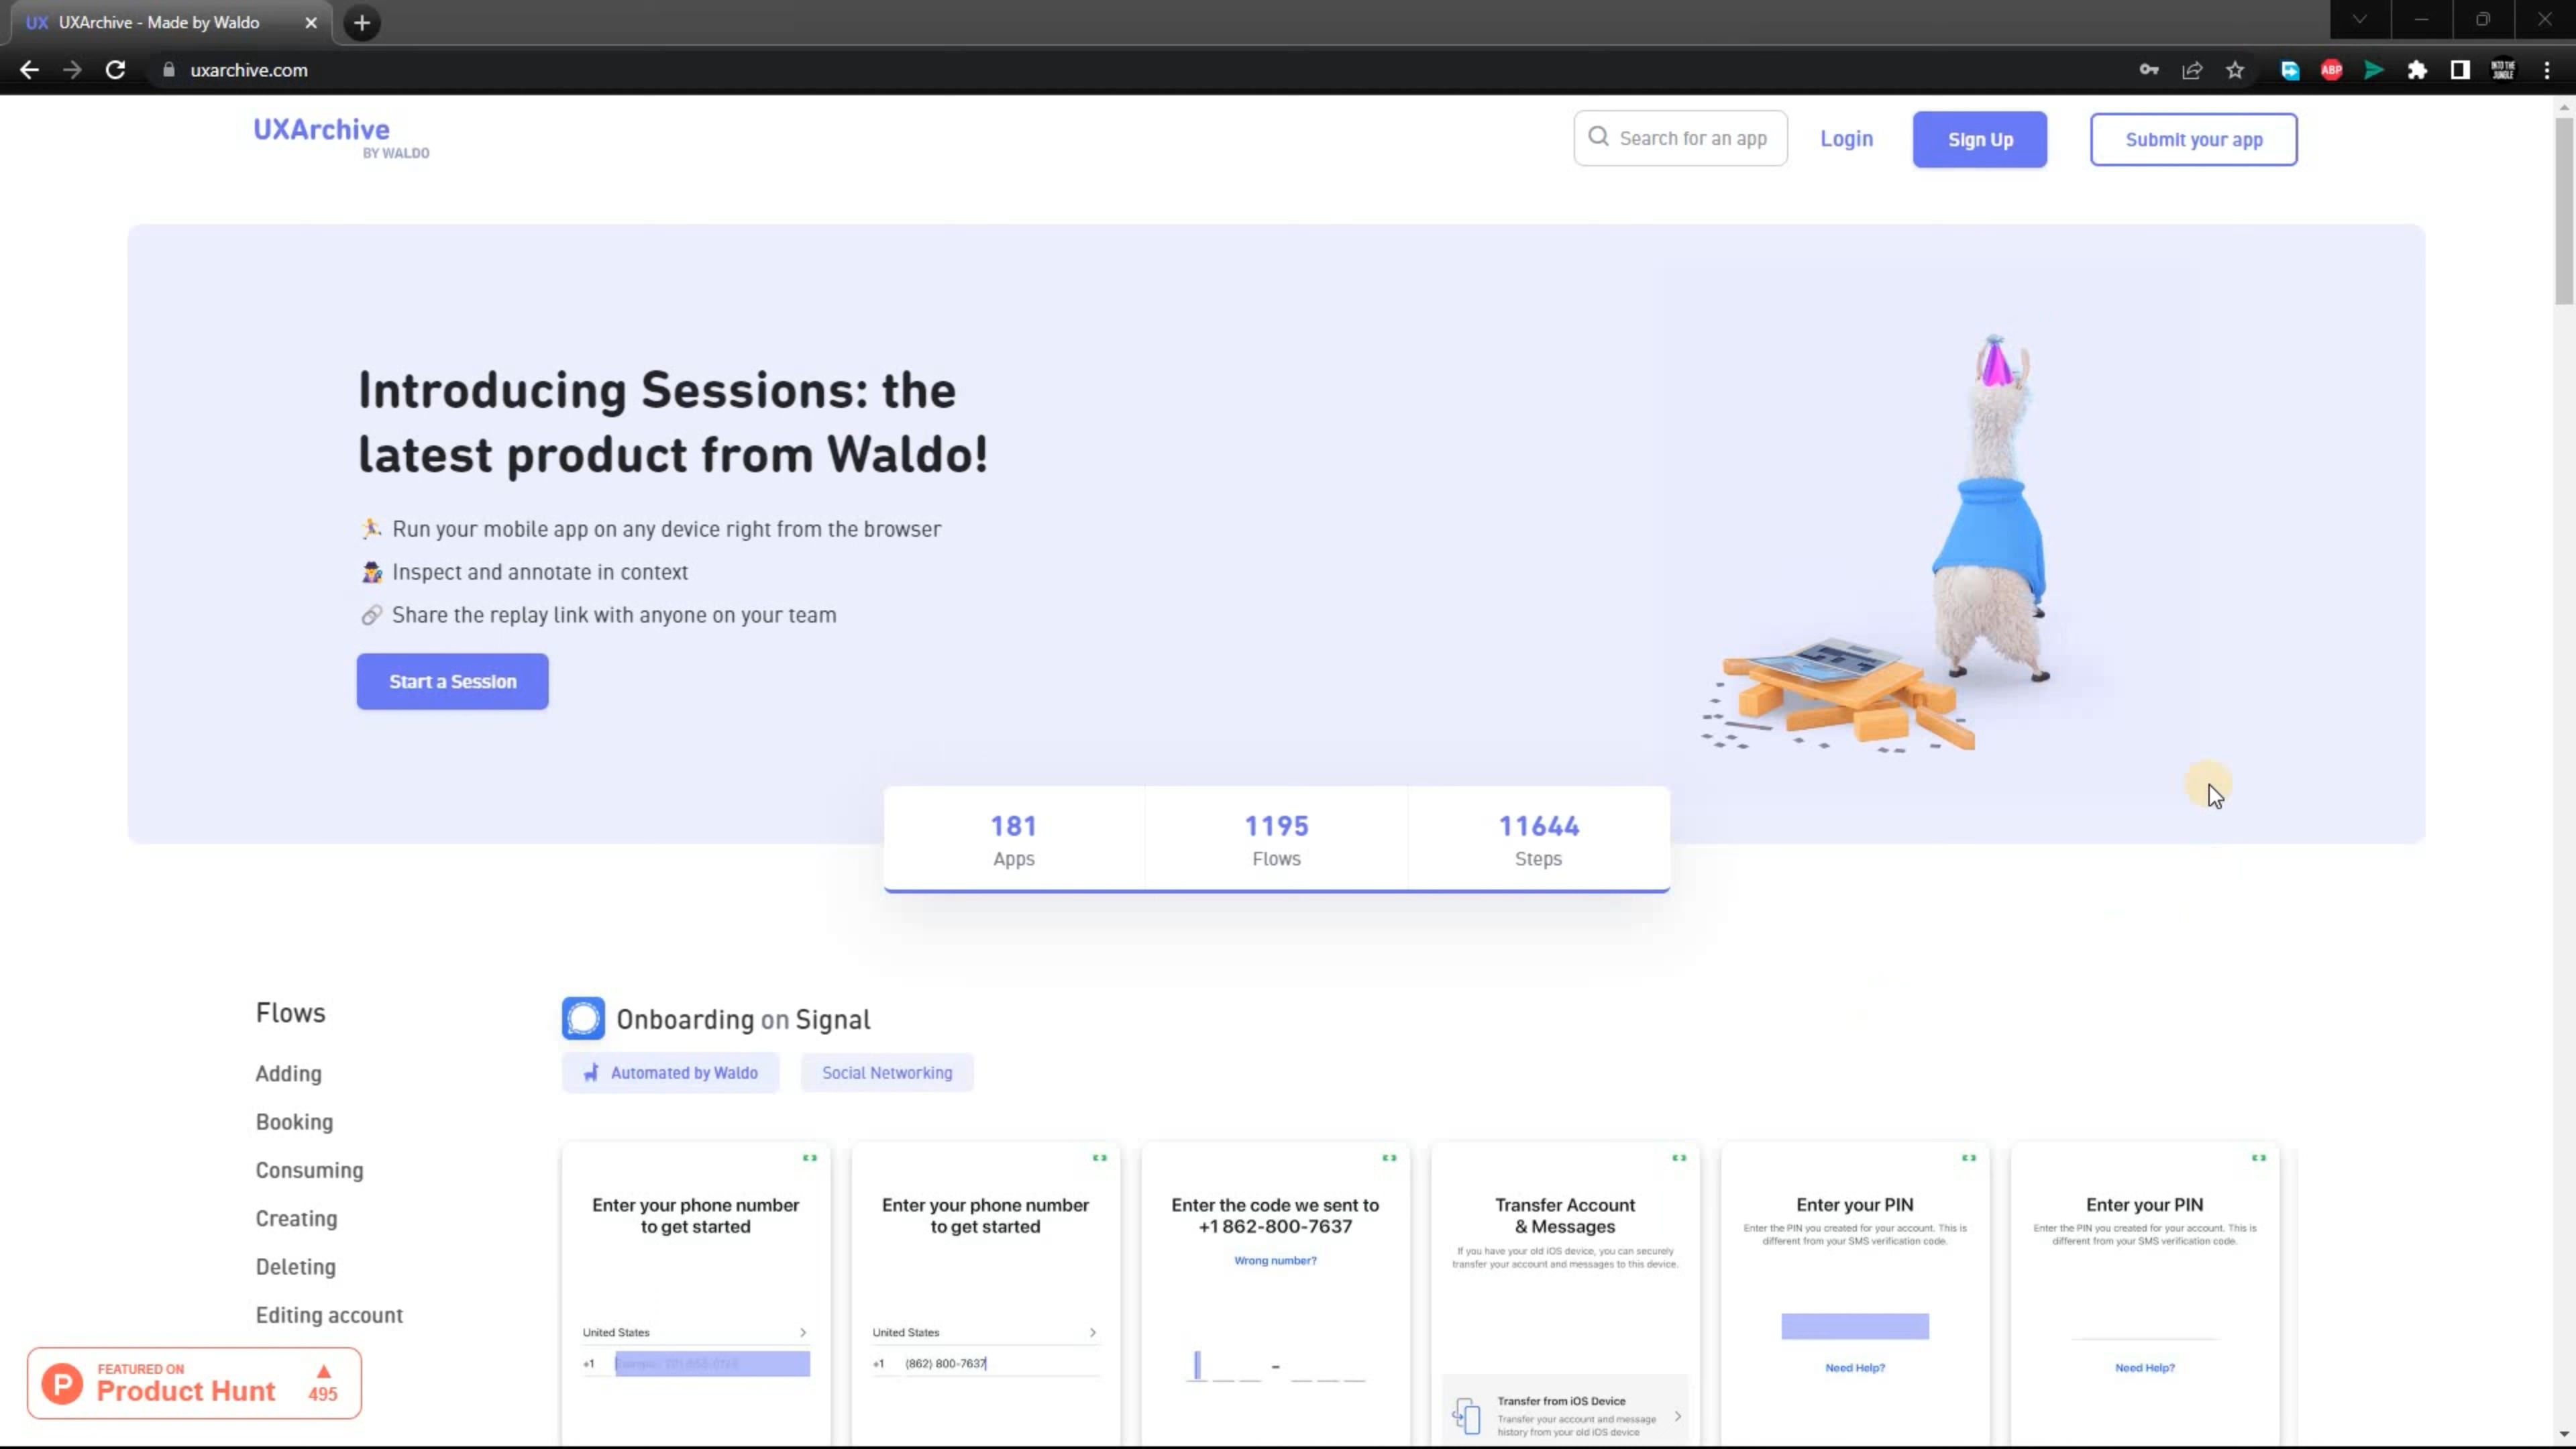 UX UXArchive - Made by Waldo
uxarchive.com
ABP
INTO THE
JUNGLE
UXArchive
BY WALDO
Search for an app
Login
Sign Up
Submit your app
Introducing Sessions: the
latest product from Waldo!
Run your mobile app on any device right from the browser
Inspect and annotate in context
Share the replay link with anyone on your team
Start a Session
181
Apps
1195
Flows
11644
Steps
Flows
Adding
Booking
Consuming
Creating
Deleting
Editing account
P
FEATURED ON
Product Hunt
495
Onboarding on Signal
Automated by Waldo
Social Networking
Enter your phone number
to get started
United States
+1
Enter your phone number
to get started
United States
+1 (862) 800-7637
Enter the code we sent to
+1 862-800-7637
Wrong number?
-
Transfer Account
& Messages
If you have your old iOS device, you can securely
transfer your account and messages to this device.
Transfer from iOS Device
Transfer your account and message
history from your old iOS device
Enter your PIN
Enter the PIN you created for your account. This is
different from your SMS verification code.
Need Help?
Enter your PIN
Enter the PIN you created for your account. This is
different from your SMS verification code.
Need Help?